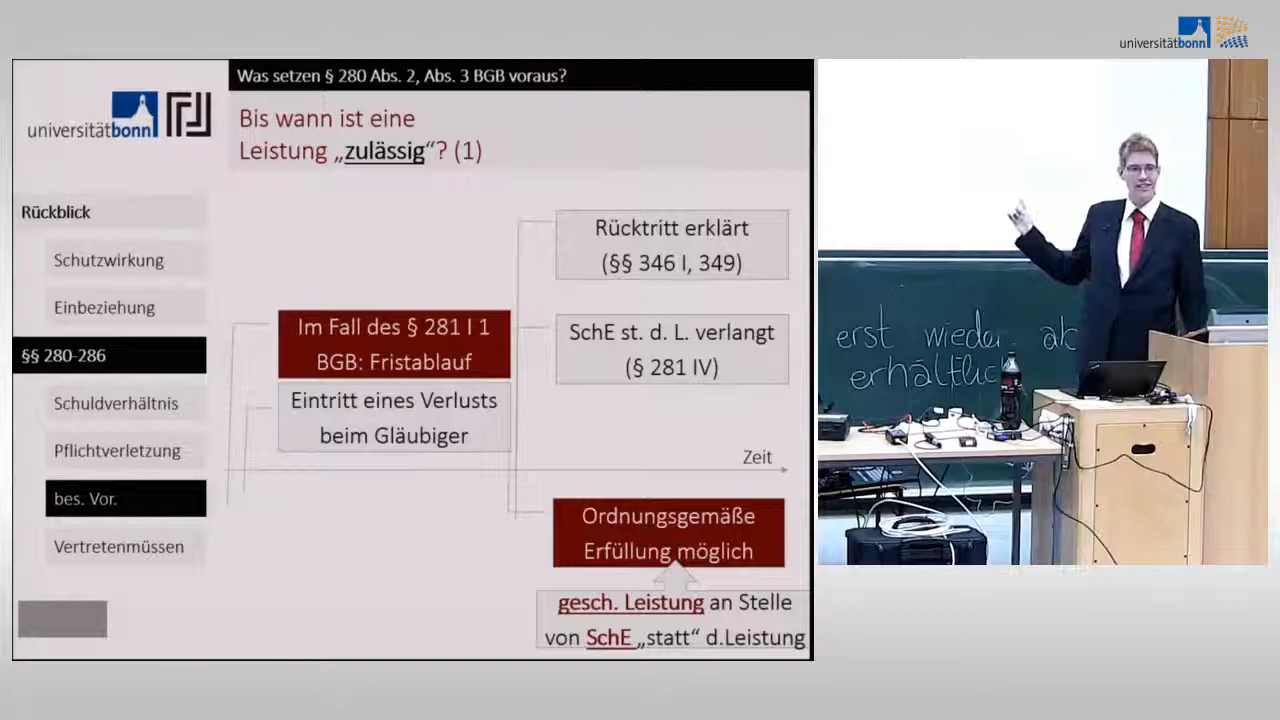 universitätbonn
Was setzen § 280 Abs. 2, Abs. 3 BGB voraus?
universitätbonn
Bis wann ist eine
Leistung „zulässig“? (1)
Rückblick
Schutzwirkung
Einbeziehung
§§ 280-286
Schuldverhältnis
Pflichtverletzung
bes. Vor.
Vertretenmüssen
Im Fall des § 281 I 1
BGB: Fristablauf
Eintritt eines Verlusts
beim Gläubiger
Rücktritt erklärt
(§§ 346 I, 349)
SchE st. d. L. verlangt
(§ 281 IV)
Zeit
Ordnungsgemäße
Erfüllung möglich
gesch. Leistung an Stelle
von SchE „statt“ d.Leistung
erst wieder ab
erhältlic